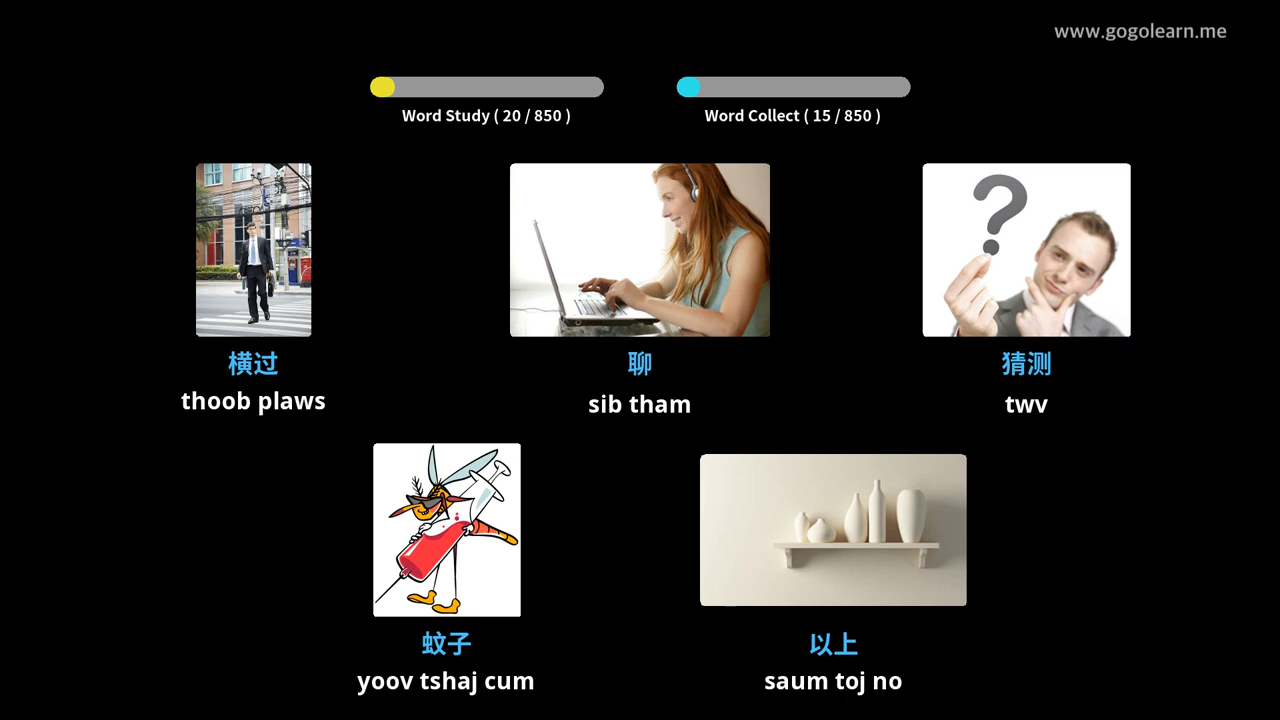 www.gogolearn.me
Word Study ( 20 / 850 )
Word Collect ( 15 / 850 )
横过
thoob plaws
聊
sib tham
猜测
twv
蚊子
yoov tshaj cum
以上
saum toj no